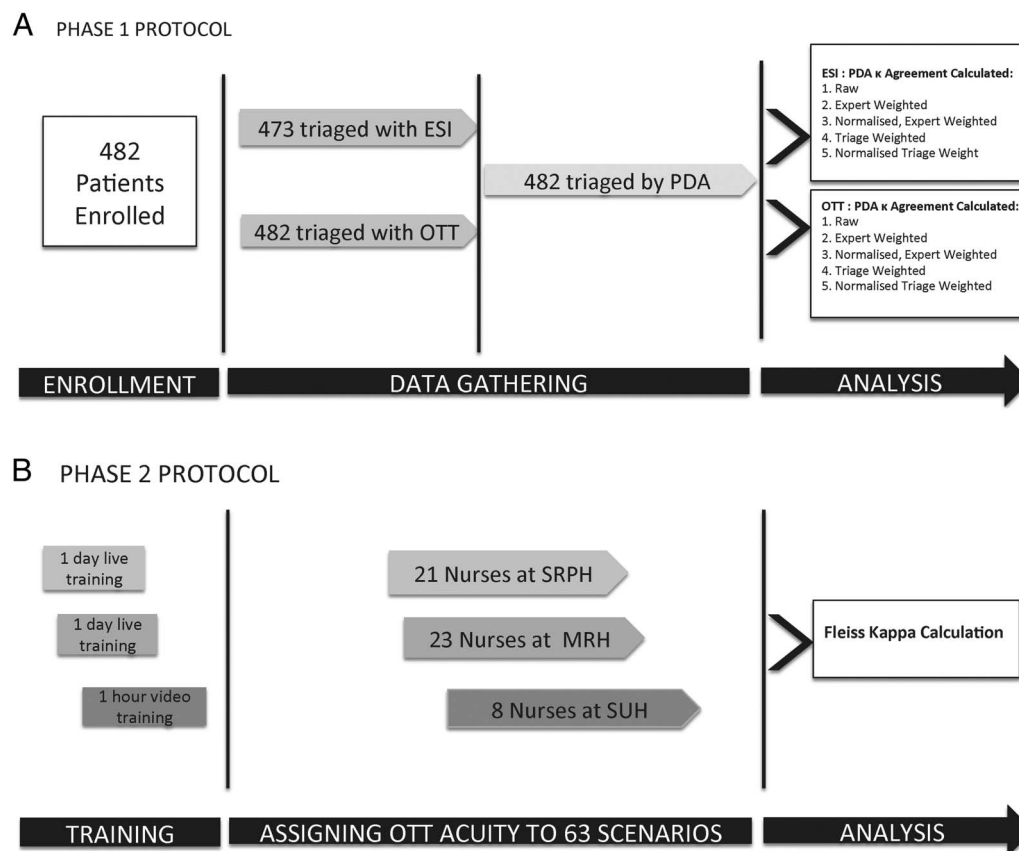 A PHASE 1 PROTOCOL
482
Patients
Enrolled
473 triaged with ESI
482 triaged with OTT
482 triaged by PDA
ESI : PDA κ Agreement Calculated:
1. Raw
2. Expert Weighted
3. Normalised, Expert Weighted
4. Triage Weighted
5. Normalised Triage Weight
OTT : PDA κ Agreement Calculated:
1. Raw
2. Expert Weighted
3. Normalised, Expert Weighted
4. Triage Weighted
5. Normalised Triage Weighted
ENROLLMENT
DATA GATHERING
ANALYSIS
B PHASE 2 PROTOCOL
1 day live
training
1 day live
training
1 hour video
training
21 Nurses at SRPH
23 Nurses at MRH
8 Nurses at SUH
Fleiss Kappa Calculation
TRAINING
ASSIGNING OTT ACUITY TO 63 SCENARIOS
ANALYSIS